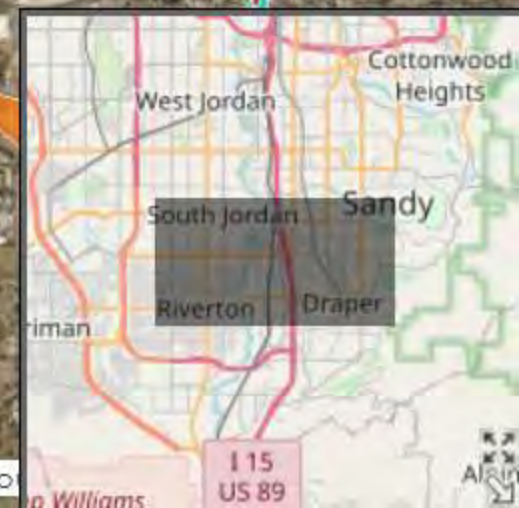 Cottonwood
Heights
West Jordan
Sandy
South Jordan
Riverton
Draper
riman
I 15
US 89
Williams